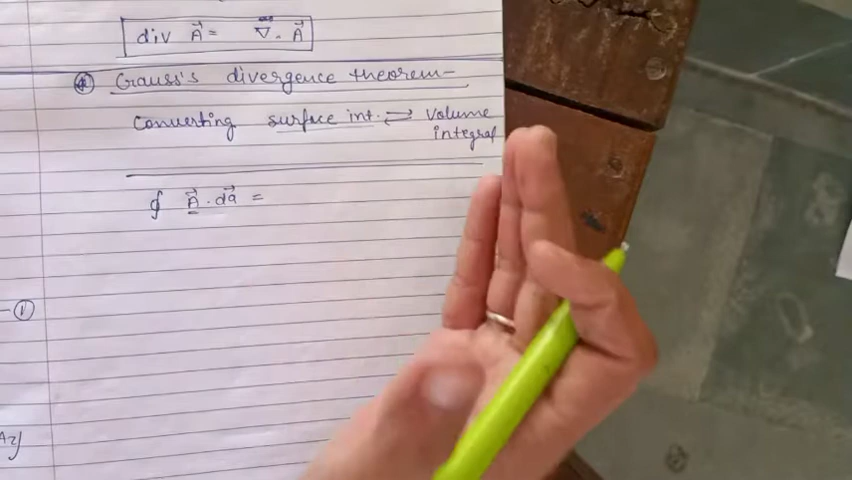 div A⃗ = ∇⃗ . A⃗
④ Gauss's divergence theorem-
Converting surface int. ⇌ volume
integral
∮ A⃗ . da⃗ =
①